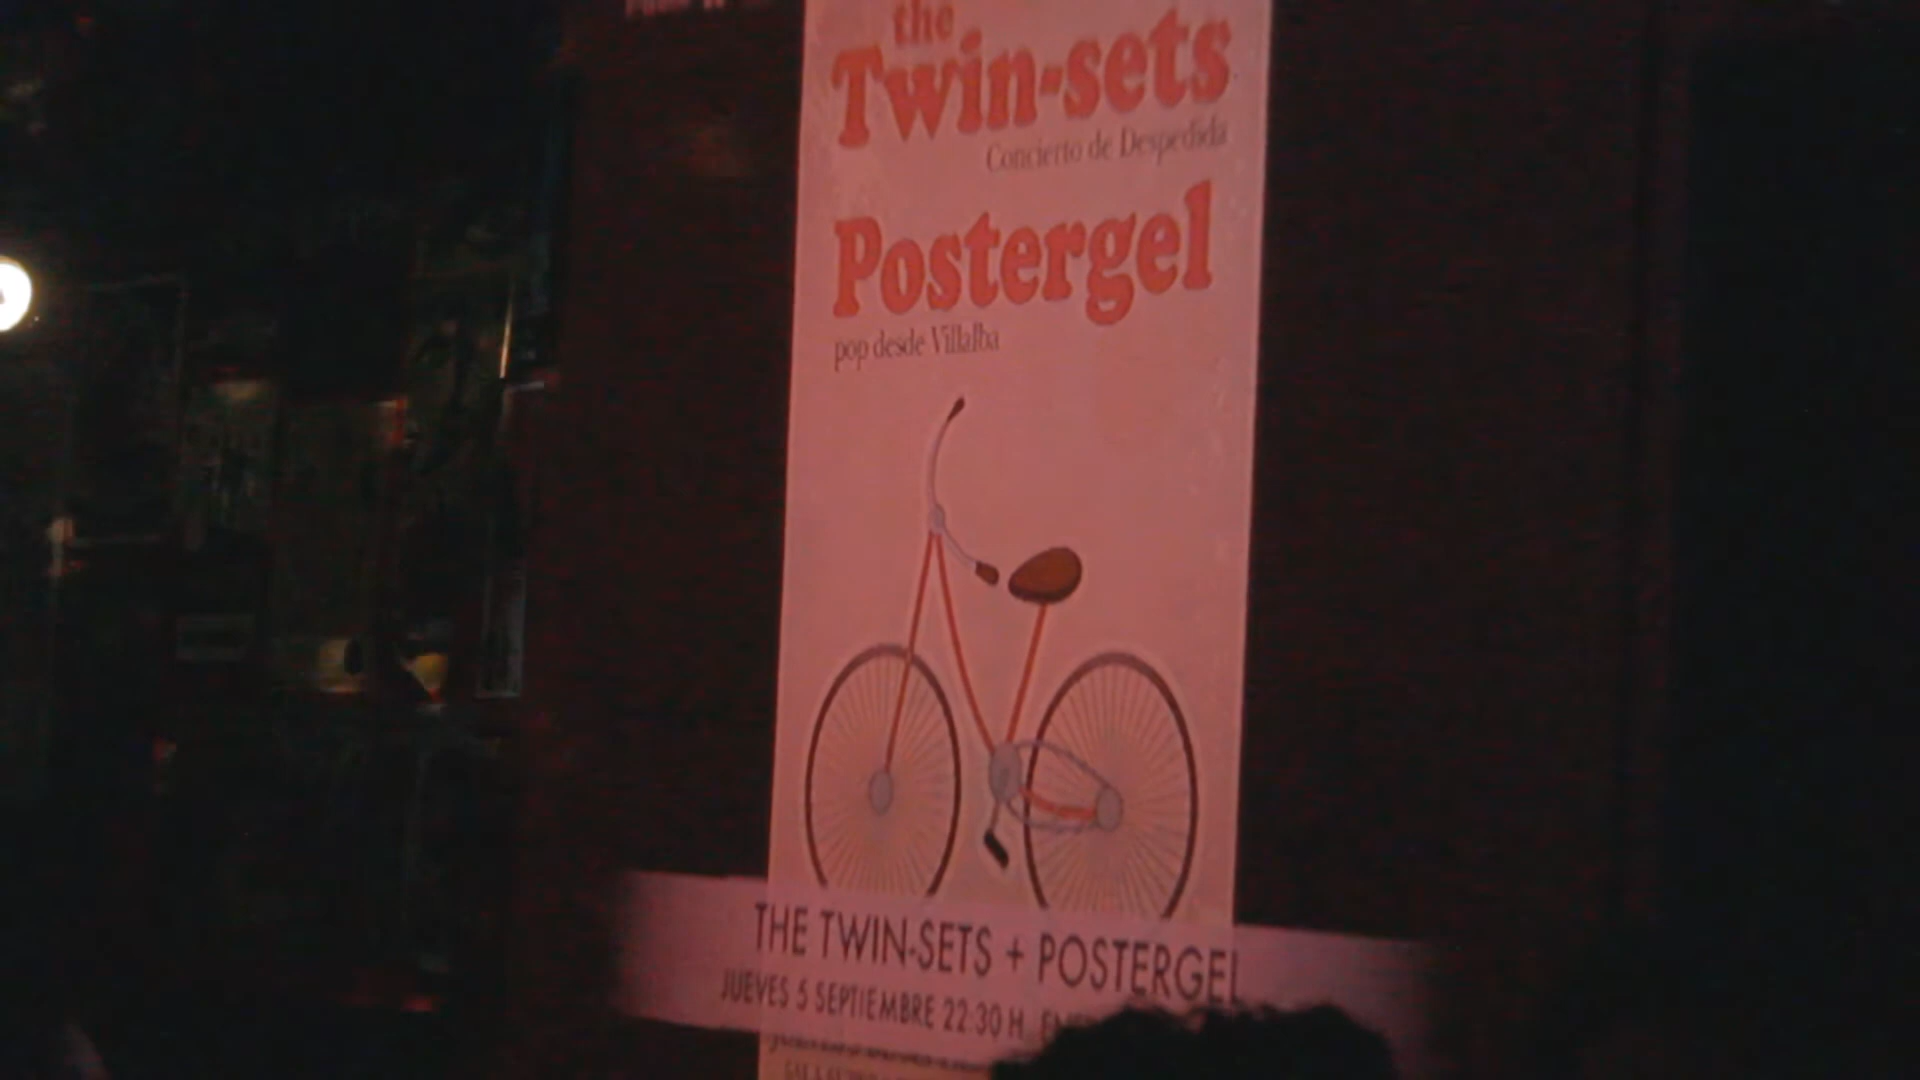 the
Twin-sets
Concierto de Despedida
Postergel
pop desde Villalba
THE TWIN-SETS + POSTERGEL
JUEVES 5 SEPTIEMBRE 22:30 H.